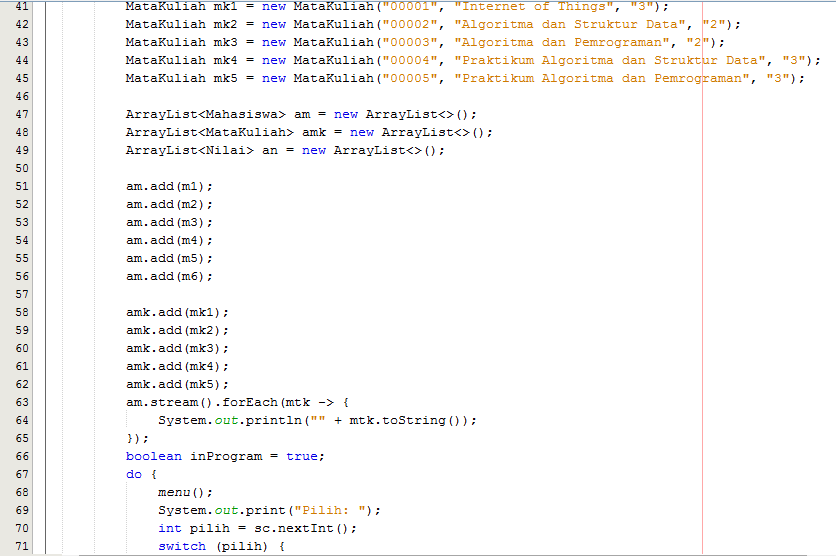 41 MataKuliah mk1 = new MataKuliah("00001", "Internet of Things", "3");
42 MataKuliah mk2 = new MataKuliah("00002", "Algoritma dan Struktur Data", "2");
43 MataKuliah mk3 = new MataKuliah("00003", "Algoritma dan Pemrograman", "2");
44 MataKuliah mk4 = new MataKuliah("00004", "Praktikum Algoritma dan Struktur Data", "3");
45 MataKuliah mk5 = new MataKuliah("00005", "Praktikum Algoritma dan Pemrograman", "3");
46
47 ArrayList<Mahasiswa> am = new ArrayList<>();
48 ArrayList<MataKuliah> amk = new ArrayList<>();
49 ArrayList<Nilai> an = new ArrayList<>();
50
51 am.add(m1);
52 am.add(m2);
53 am.add(m3);
54 am.add(m4);
55 am.add(m5);
56 am.add(m6);
57
58 amk.add(mk1);
59 amk.add(mk2);
60 amk.add(mk3);
61 amk.add(mk4);
62 amk.add(mk5);
63 am.stream().forEach(mtk -> {
64 System.out.println("" + mtk.toString());
65 });
66 boolean inProgram = true;
67 do {
68 menu();
69 System.out.print("Pilih: ");
70 int pilih = sc.nextInt();
71 switch (pilih) {